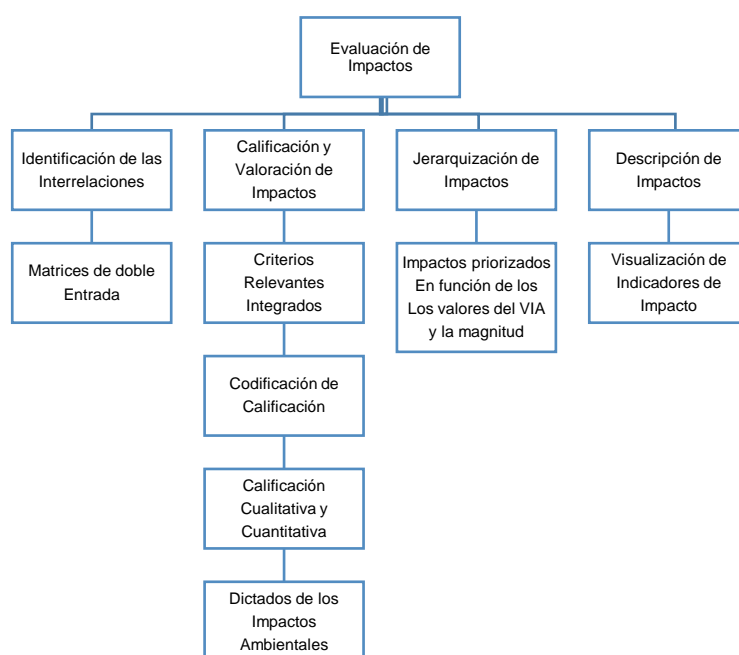 Evaluación de
Impactos
Identificación de las
Interrelaciones
Calificación y
Valoración de
Impactos
Jerarquización de
Impactos
Descripción de
Impactos
Matrices de doble
Entrada
Criterios
Relevantes
Integrados
Impactos priorizados
En función de los
Los valores del VIA
y la magnitud
Visualización de
Indicadores de
Impacto
Codificación de
Calificación
Calificación
Cualitativa y
Cuantitativa
Dictados de los
Impactos
Ambientales